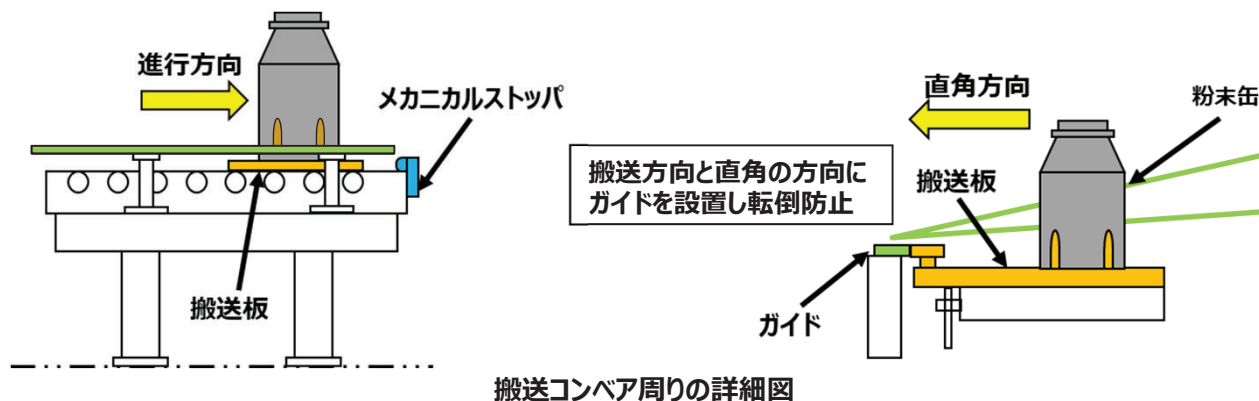 進行方向
メカニカルストッパ
搬送板
直角方向
粉末缶
搬送方向と直角の方向に
ガイドを設置し転倒防止
搬送板
ガイド
搬送コンベア周りの詳細図